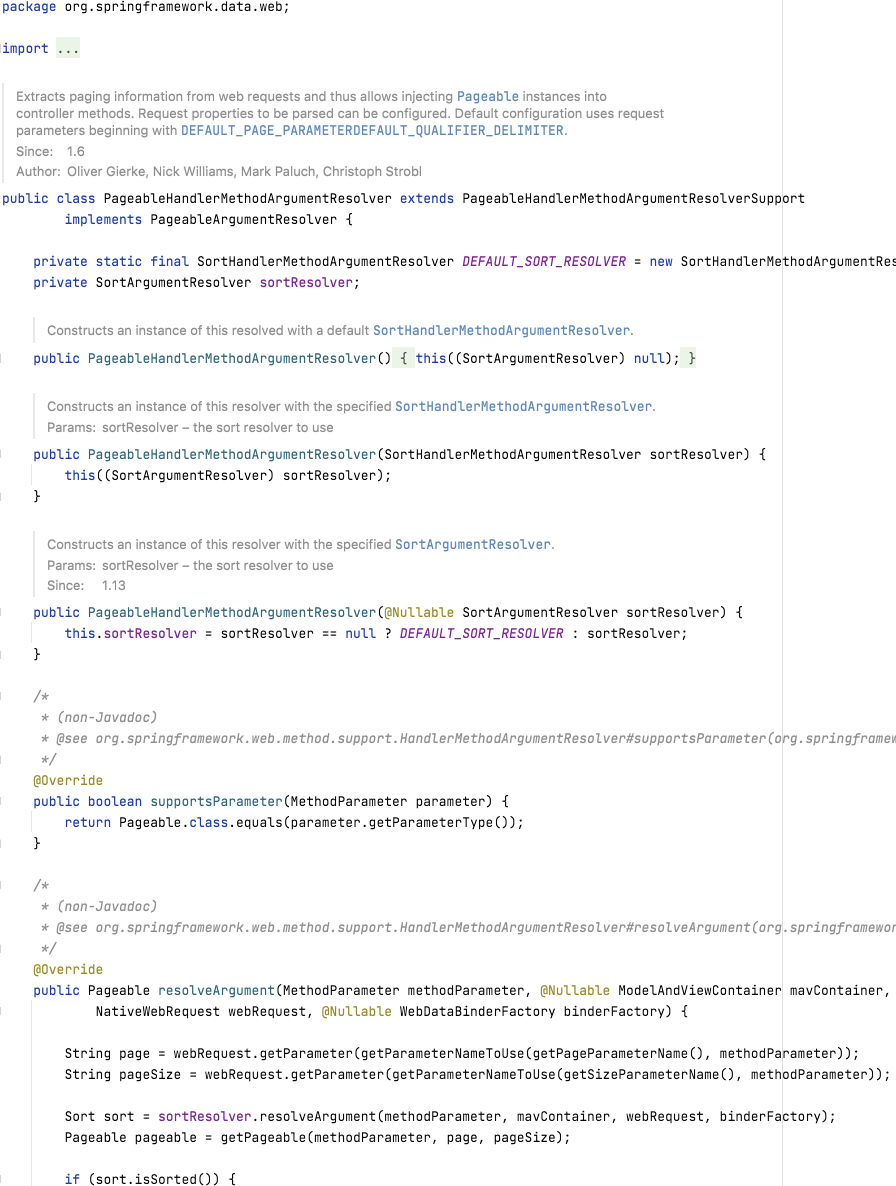 package org.springframework.data.web;
import ...
Extracts paging information from web requests and thus allows injecting Pageable instances into
controller methods. Request properties to be parsed can be configured. Default configuration uses request
parameters beginning with DEFAULT_PAGE_PARAMETERDEFAULT_QUALIFIER_DELIMITER.
Since: 1.6
Author: Oliver Gierke, Nick Williams, Mark Paluch, Christoph Strobl
public class PageableHandlerMethodArgumentResolver extends PageableHandlerMethodArgumentResolverSupport
implements PageableArgumentResolver {
private static final SortHandlerMethodArgumentResolver DEFAULT_SORT_RESOLVER = new SortHandlerMethodArgumentRes
private SortArgumentResolver sortResolver;
Constructs an instance of this resolved with a default SortHandlerMethodArgumentResolver.
public PageableHandlerMethodArgumentResolver() { this((SortArgumentResolver) null); }
Constructs an instance of this resolver with the specified SortHandlerMethodArgumentResolver.
Params: sortResolver – the sort resolver to use
public PageableHandlerMethodArgumentResolver(SortHandlerMethodArgumentResolver sortResolver) {
this((SortArgumentResolver) sortResolver);
}
Constructs an instance of this resolver with the specified SortArgumentResolver.
Params: sortResolver – the sort resolver to use
Since: 1.13
public PageableHandlerMethodArgumentResolver(@Nullable SortArgumentResolver sortResolver) {
this.sortResolver = sortResolver == null ? DEFAULT_SORT_RESOLVER : sortResolver;
}
/*
* (non-Javadoc)
* @see org.springframework.web.method.support.HandlerMethodArgumentResolver#supportsParameter(org.springframew
*/
@Override
public boolean supportsParameter(MethodParameter parameter) {
return Pageable.class.equals(parameter.getParameterType());
}
/*
* (non-Javadoc)
* @see org.springframework.web.method.support.HandlerMethodArgumentResolver#resolveArgument(org.springframewor
*/
@Override
public Pageable resolveArgument(MethodParameter methodParameter, @Nullable ModelAndViewContainer mavContainer,
NativeWebRequest webRequest, @Nullable WebDataBinderFactory binderFactory) {
String page = webRequest.getParameter(getParameterNameToUse(getPageParameterName(), methodParameter));
String pageSize = webRequest.getParameter(getParameterNameToUse(getSizeParameterName(), methodParameter));
Sort sort = sortResolver.resolveArgument(methodParameter, mavContainer, webRequest, binderFactory);
Pageable pageable = getPageable(methodParameter, page, pageSize);
if (sort.isSorted()) {